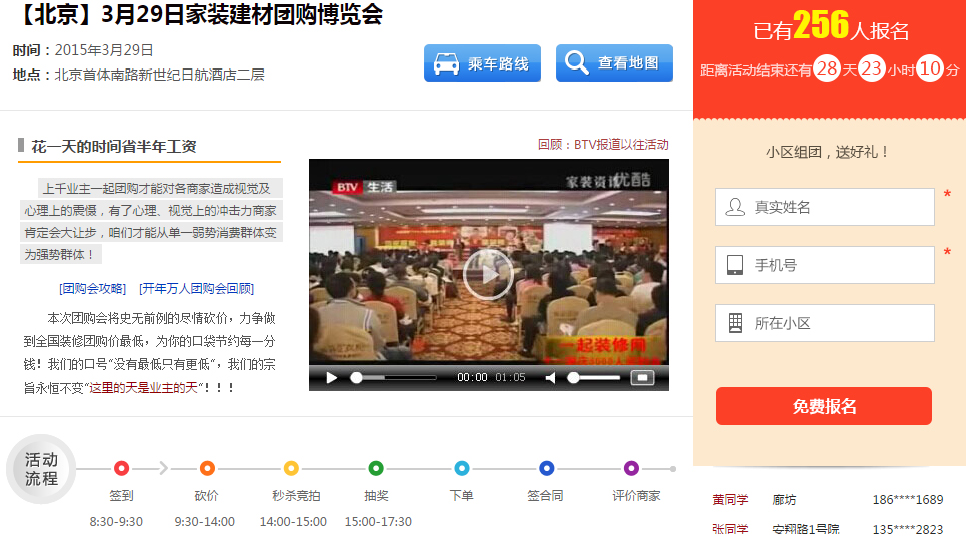 【北京】3月29日家装建材团购博览会
时间：2015年3月29日
地点：北京首体南路新世纪日航酒店二层
乘车路线
查看地图
花一天的时间省半年工资
上千业主一起团购才能对各商家造成视觉及
心理上的震慑，有了心理、视觉上的冲击力商家
肯定会大让步，咱们才能从单一弱势消费群体变
为强势群体！
[团购会攻略] [开年万人团购会回顾]
本次团购会将史无前例的尽情砍价，力争做
到全国装修团购价最低，为你的口袋节约每一分
钱！我们的口号“没有最低只有更低”，我们的宗
旨永恒不变“这里的天是业主的天”！！！
回顾：BTV报道以往活动
BTV 生活
家装资讯
优酷
一起装修网
00:00 01:05
活动
流程
签到 砍价 秒杀竞拍 抽奖 下单 签合同 评价商家
8:30-9:30 9:30-14:00 14:00-15:00 15:00-17:30
已有256人报名
距离活动结束还有28天23小时10分
小区组团，送好礼！
真实姓名 *
手机号 *
所在小区
免费报名
黄同学 廊坊 186****1689
张同学 安翔路1号院 135****2823